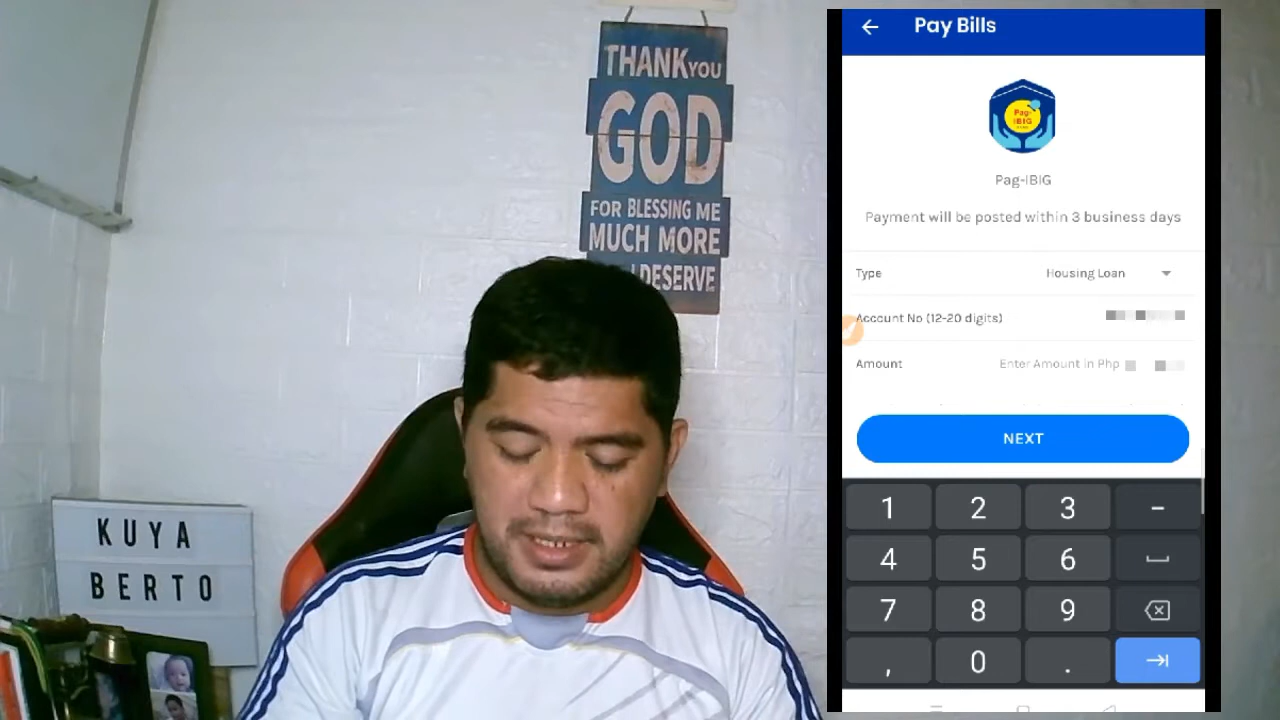 THANK YOU
GOD
FOR BLESSING ME
MUCH MORE
DESERVE
KUYA
BERTO
Pay Bills
Pag-
IBIG
Pag-IBIG
Payment will be posted within 3 business days
Type Housing Loan
Account No (12-20 digits)
Amount Enter Amount in Php
NEXT
1 2 3 -
4 5 6
7 8 9
, 0 .